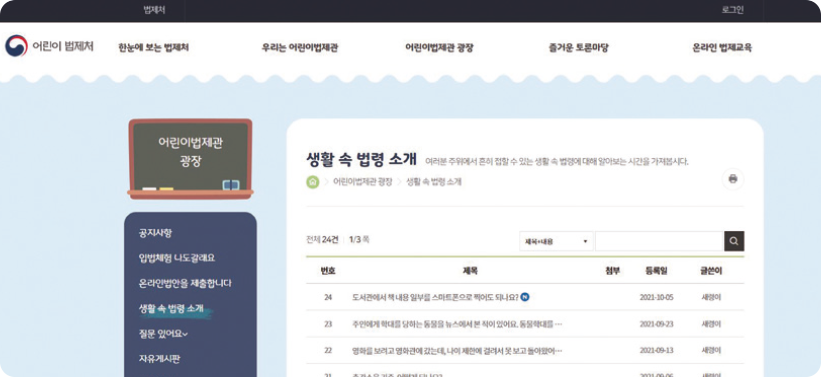 법제처
로그인
어린이 법제처
한눈에 보는 법제처
우리는 어린이법제관
어린이법제관 광장
즐거운 토론마당
온라인 법제교육
어린이법제관
광장
공지사항
입법체험 나도걸래요
온라인법안을 제출합니다
생활 속 법령 소개
질문 있어요
자유게시판
생활 속 법령 소개 여러분 주위에서 흔히 접할 수 있는 생활 속 법령에 대해 알아보는 시간을 가져봅시다.
어린이법제관 광장 > 생활 속 법령 소개
전체 24건 1/3 쪽
제목+내용
번호 제목 첨부 등록일 글쓴이
24 도서관에서 책 내용 일부를 스마트폰으로 찍어도 되나요? N 2021-10-05 새령이
23 주인에게 학대를 당하는 동물을 뉴스에서 본 적이 있어요. 동물학대를 … 2021-09-23 새령이
22 영화를 보려고 영화관에 갔는데, 나이 제한에 걸려서 못 보고 돌아왔어… 2021-09-13 새령이
21 2021-09-06 새령이